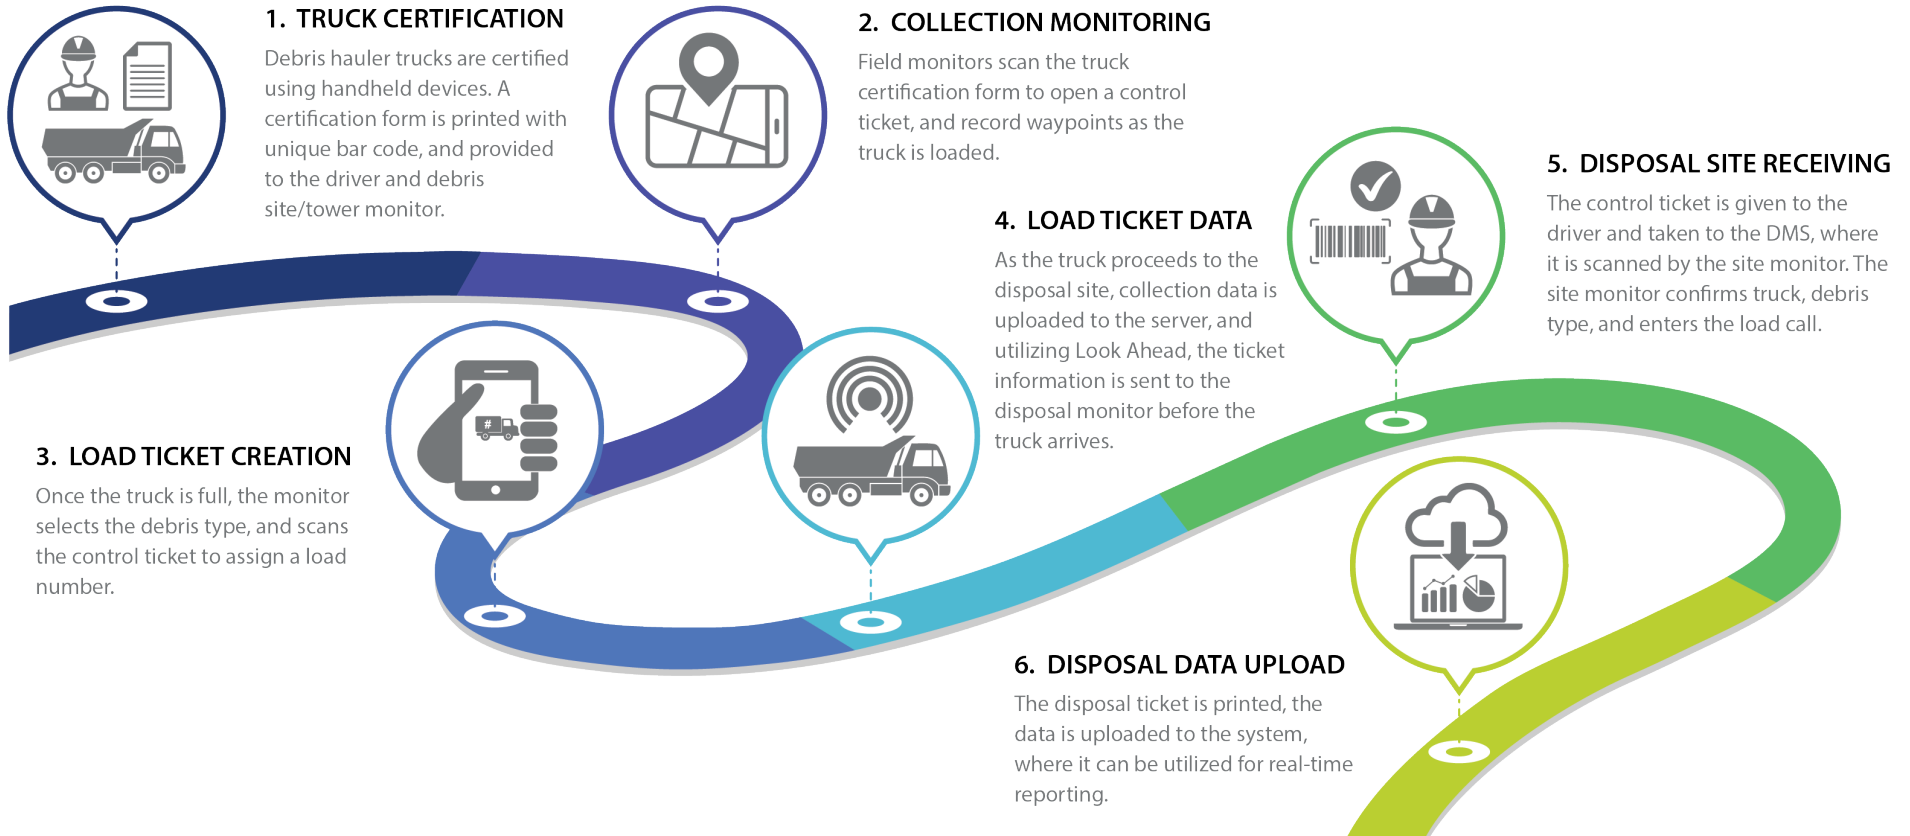 1. TRUCK CERTIFICATION
Debris hauler trucks are certified
using handheld devices. A
certification form is printed with
unique bar code, and provided
to the driver and debris
site/tower monitor.
2. COLLECTION MONITORING
Field monitors scan the truck
certification form to open a control
ticket, and record waypoints as the
truck is loaded.
3. LOAD TICKET CREATION
Once the truck is full, the monitor
selects the debris type, and scans
the control ticket to assign a load
number.
#
4. LOAD TICKET DATA
As the truck proceeds to the
disposal site, collection data is
uploaded to the server, and
utilizing Look Ahead, the ticket
information is sent to the
disposal monitor before the
truck arrives.
5. DISPOSAL SITE RECEIVING
The control ticket is given to the
driver and taken to the DMS, where
it is scanned by the site monitor. The
site monitor confirms truck, debris
type, and enters the load call.
6. DISPOSAL DATA UPLOAD
The disposal ticket is printed, the
data is uploaded to the system,
where it can be utilized for real-time
reporting.